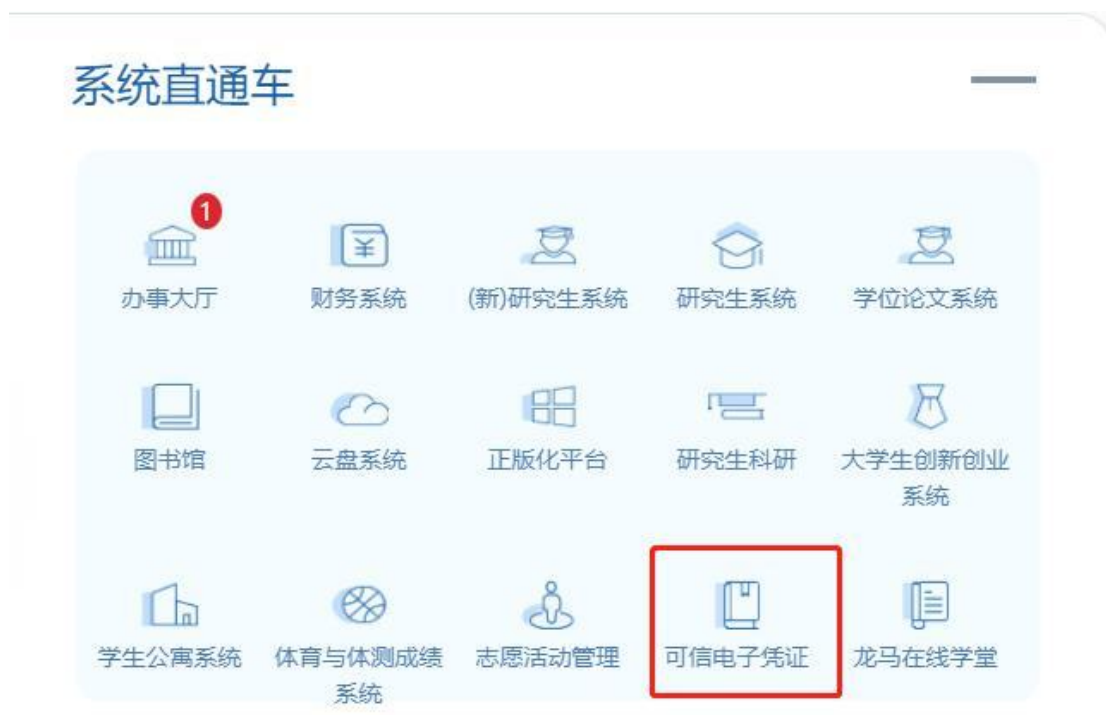 系统直通车
1
办事大厅
财务系统
(新)研究生系统
研究生系统
学位论文系统
图书馆
云盘系统
正版化平台
研究生科研
大学生创新创业
系统
学生公寓系统
体育与体测成绩
系统
志愿活动管理
可信电子凭证
龙马在线学堂